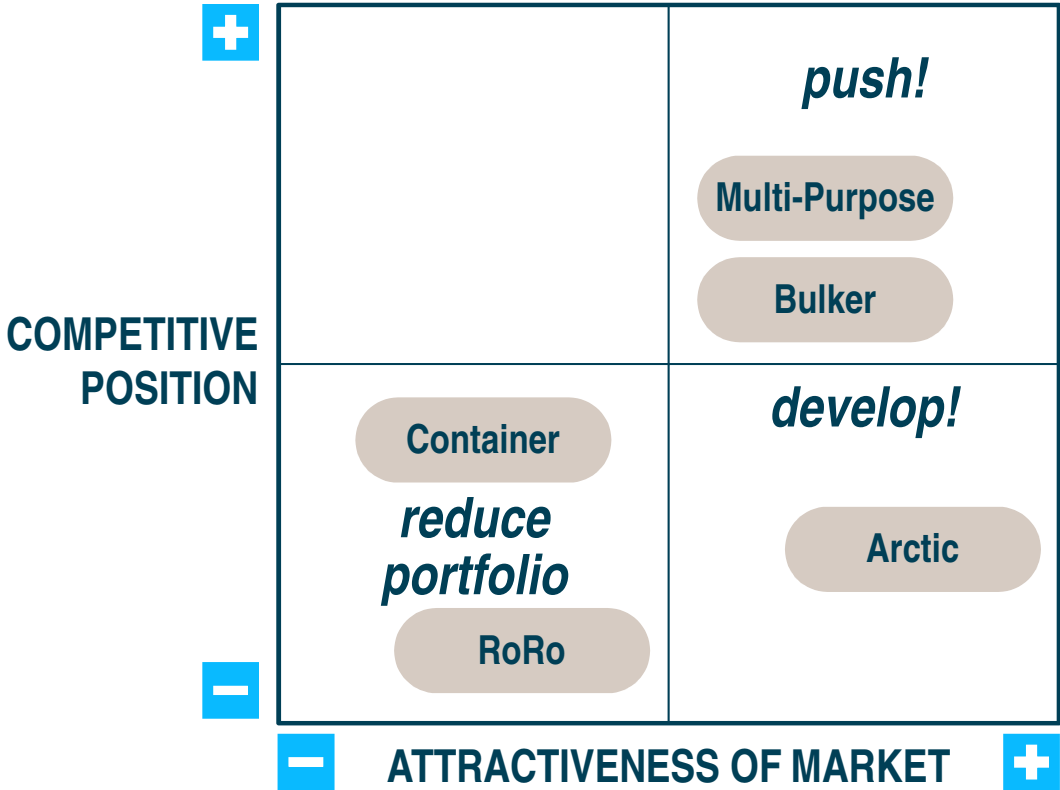 push!
Multi-Purpose
Bulker
COMPETITIVE
POSITION
develop!
Container
reduce
portfolio
Arctic
RoRo
ATTRACTIVENESS OF MARKET